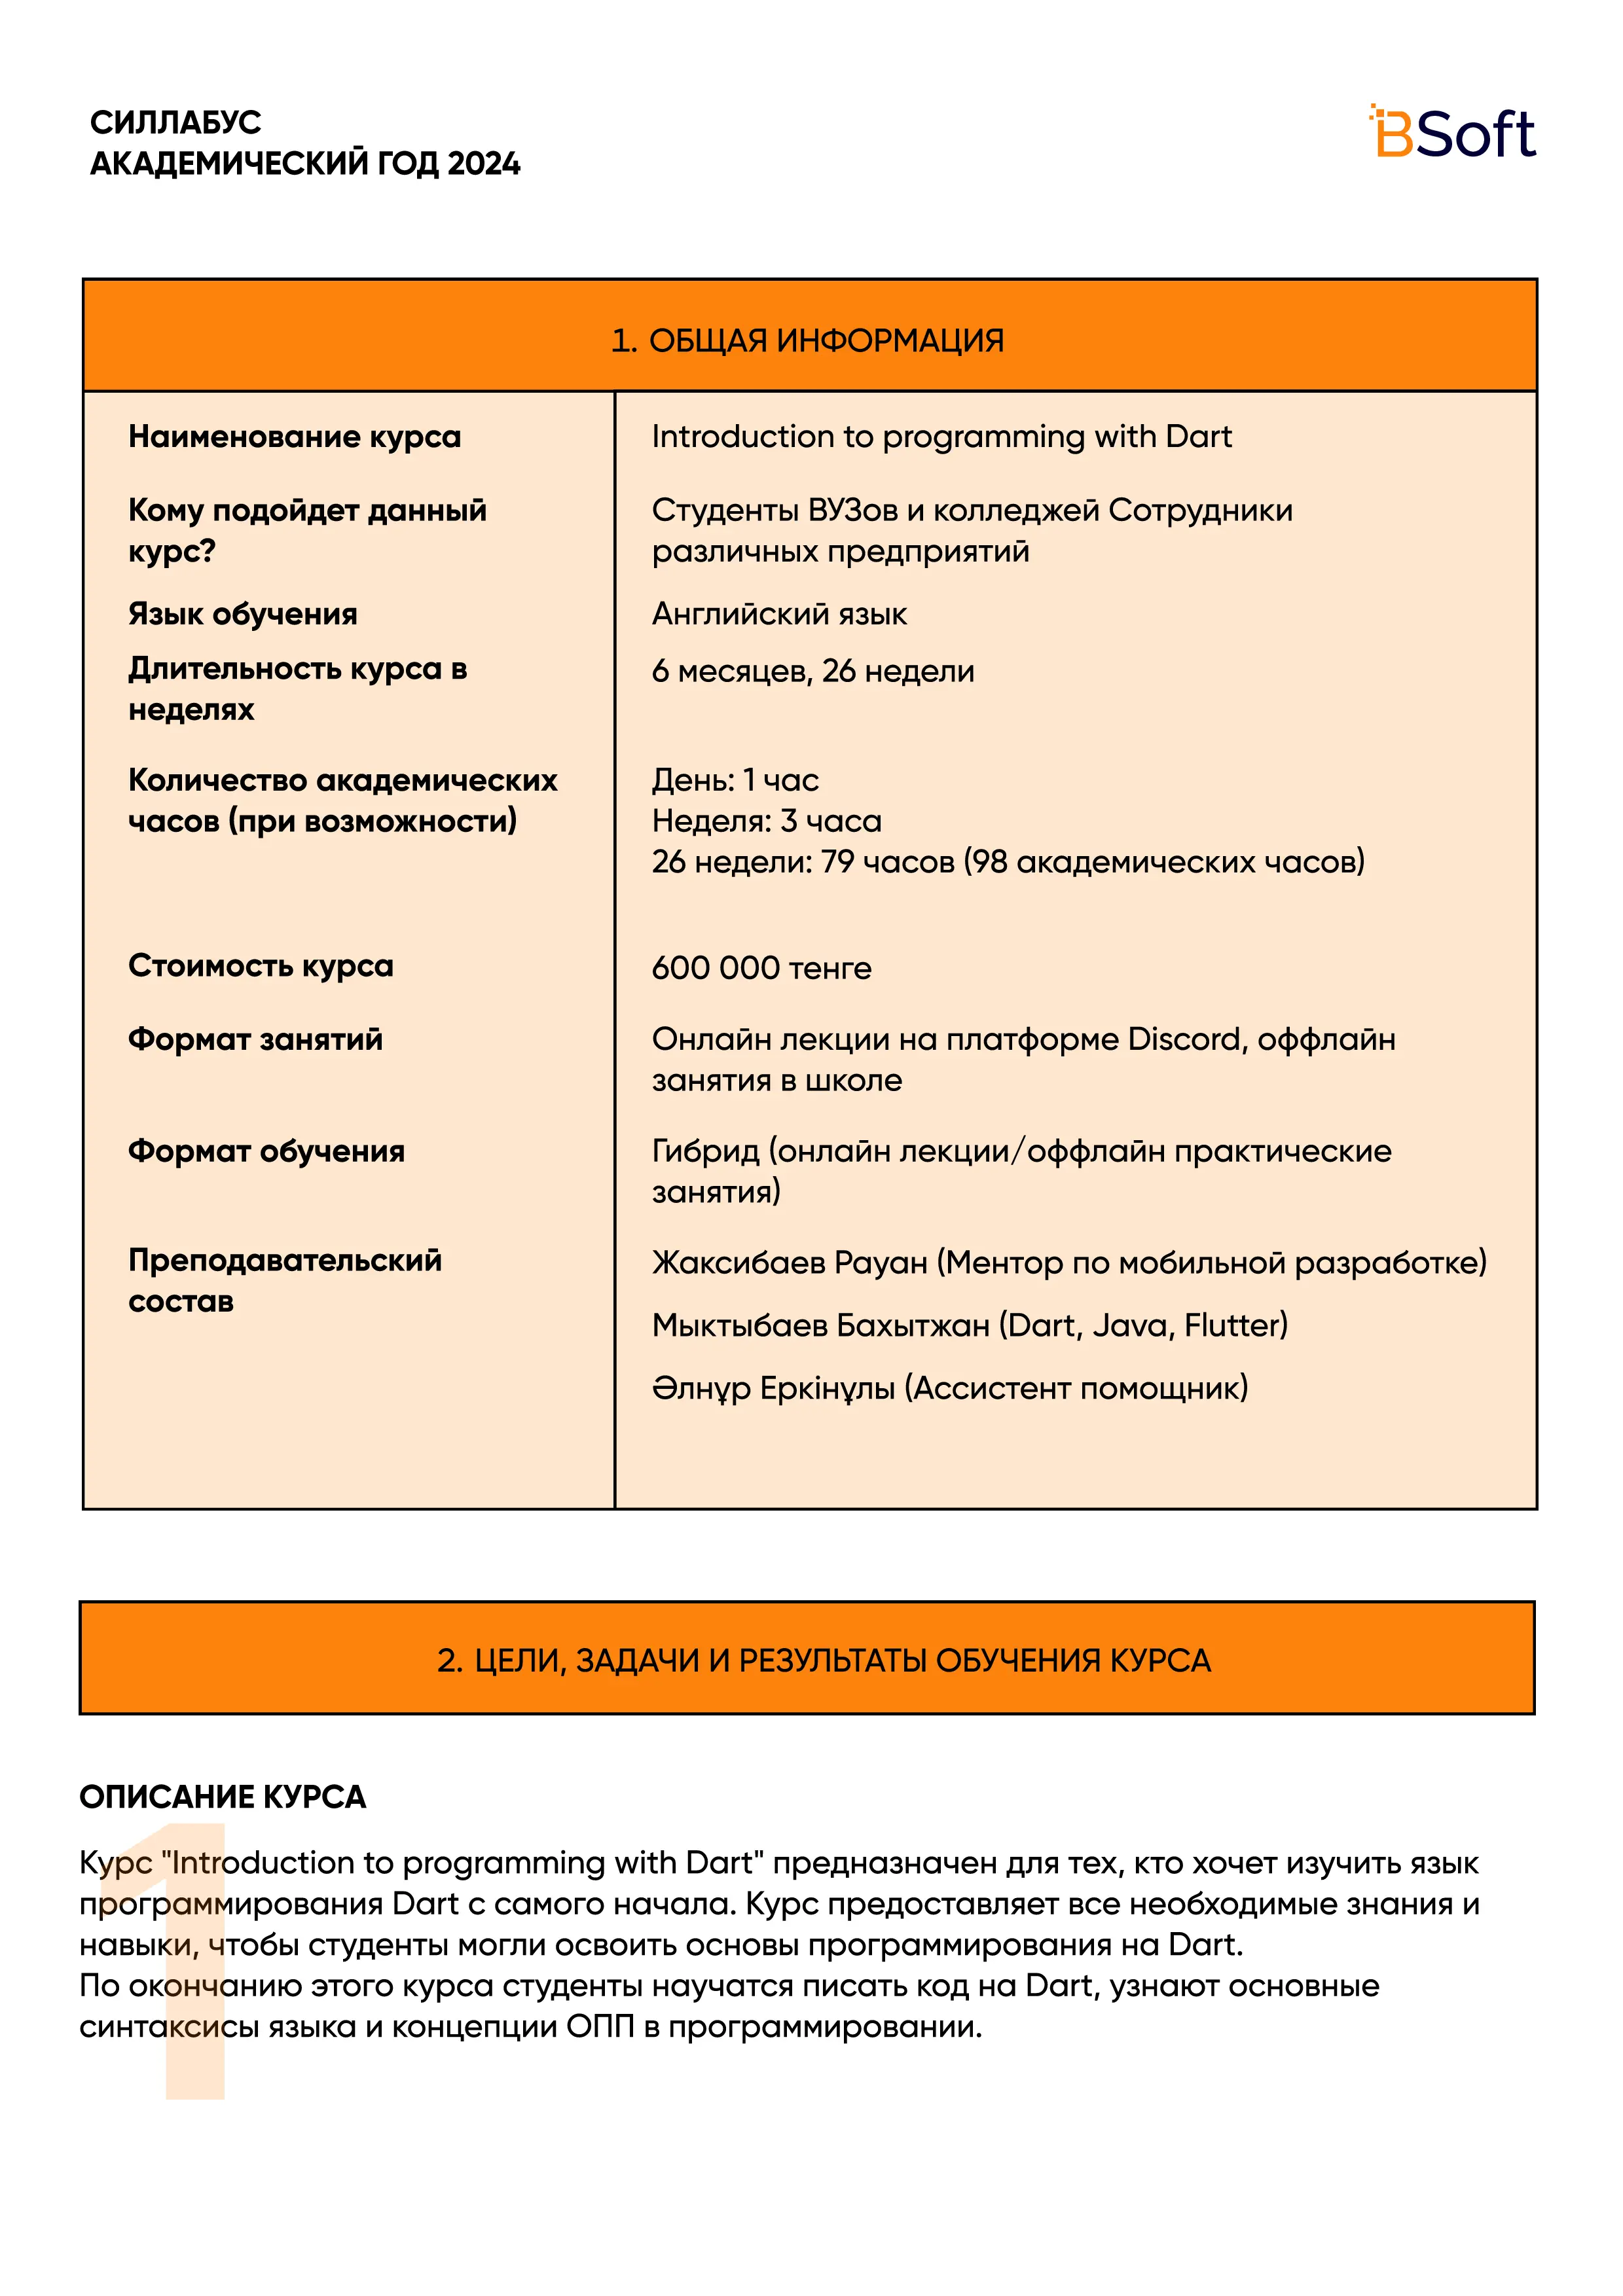 СИЛЛАБУС
АКАДЕМИЧЕСКИЙ ГОД 2024
BSoft
1. ОБЩАЯ ИНФОРМАЦИЯ
Наименование курса
Introduction to programming with Dart
Кому подойдет данный
курс?
Студенты ВУЗов и колледжей Сотрудники
различных предприятий
Язык обучения
Английский язык
Длительность курса в
неделях
6 месяцев, 26 недели
Количество академических
часов (при возможности)
День: 1 час
Неделя: 3 часа
26 недели: 79 часов (98 академических часов)
Стоимость курса
600 000 тенге
Формат занятий
Онлайн лекции на платформе Discord, оффлайн
занятия в школе
Формат обучения
Гибрид (онлайн лекции/оффлайн практические
занятия)
Преподавательский
состав
Жаксибаев Рауан (Ментор по мобильной разработке)
Мыктыбаев Бахытжан (Dart, Java, Flutter)
Әлнұр Еркінұлы (Ассистент помощник)
2. ЦЕЛИ, ЗАДАЧИ И РЕЗУЛЬТАТЫ ОБУЧЕНИЯ КУРСА
ОПИСАНИЕ КУРСА
Курс "Introduction to programming with Dart" предназначен для тех, кто хочет изучить язык
программирования Dart с самого начала. Курс предоставляет все необходимые знания и
навыки, чтобы студенты могли освоить основы программирования на Dart.
По окончанию этого курса студенты научатся писать код на Dart, узнают основные
синтаксисы языка и концепции ОПП в программировании.
1